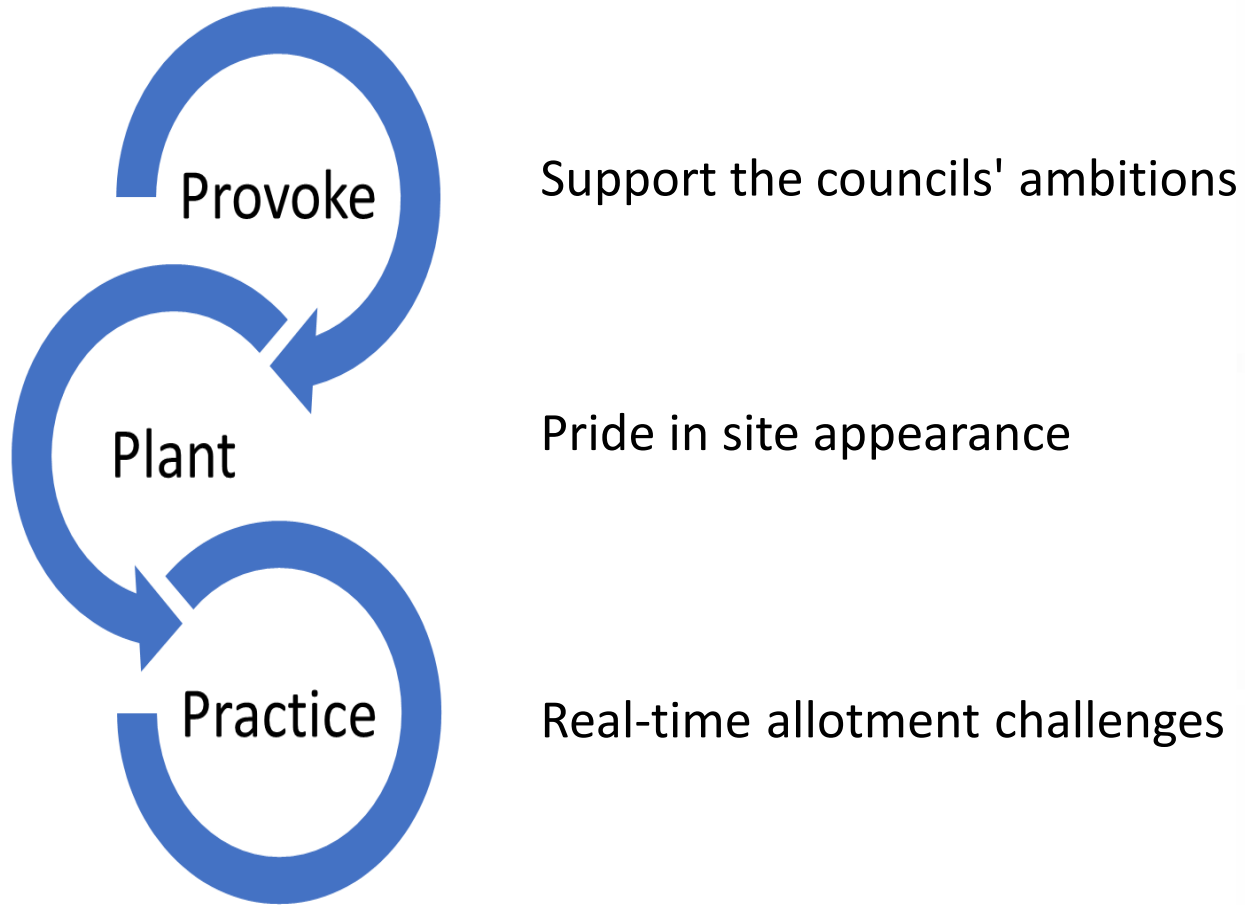 Provoke
Support the councils' ambitions
Plant
Pride in site appearance
Practice
Real-time allotment challenges